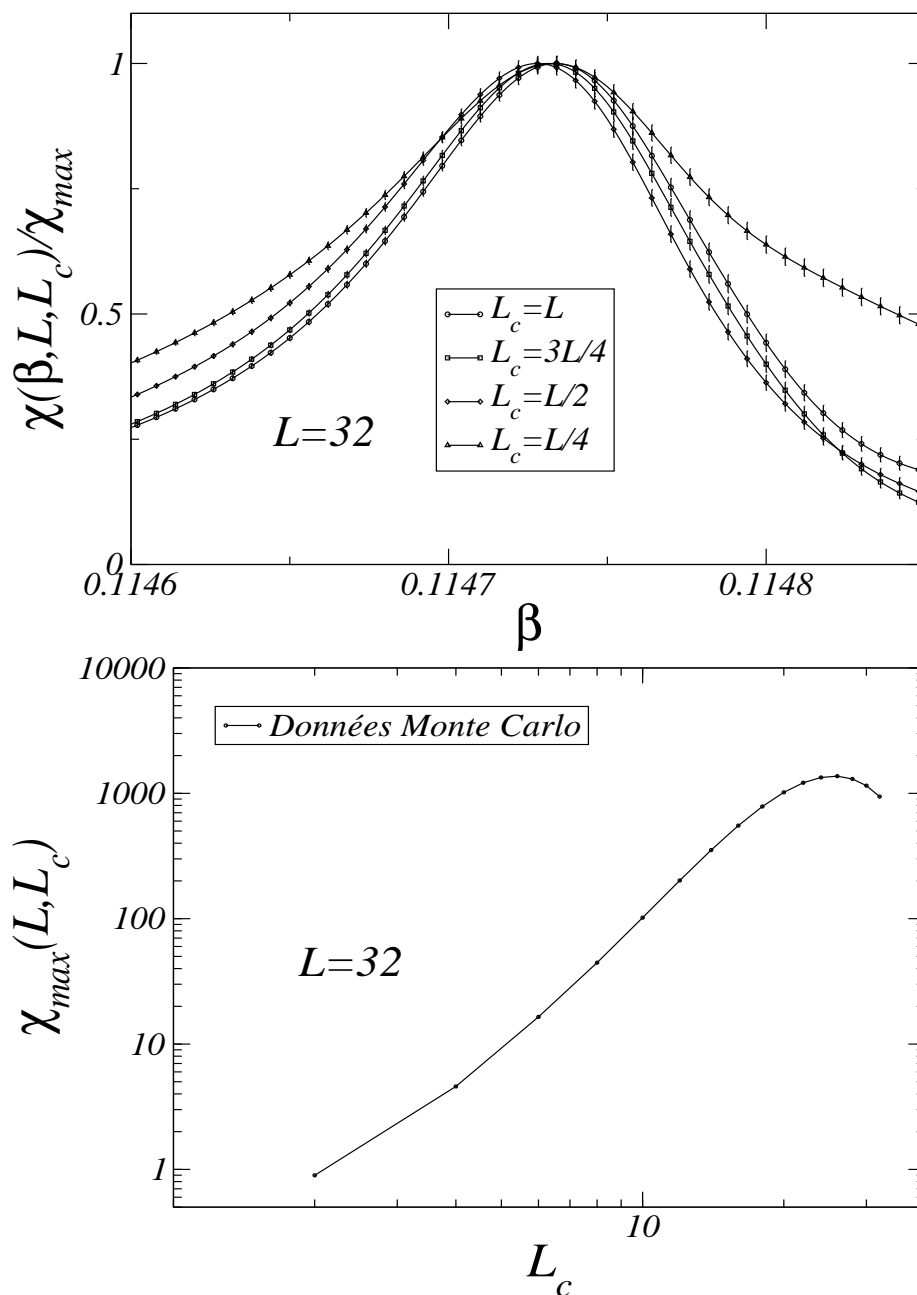 1
0.5
0
χ(β,L,L_c)/χ_max
L_c=L
L_c=3L/4
L_c=L/2
L_c=L/4
L=32
0.1146
0.1147
0.1148
β
10000
1000
100
10
1
χ_max(L,L_c)
Données Monte Carlo
L=32
10
L_c